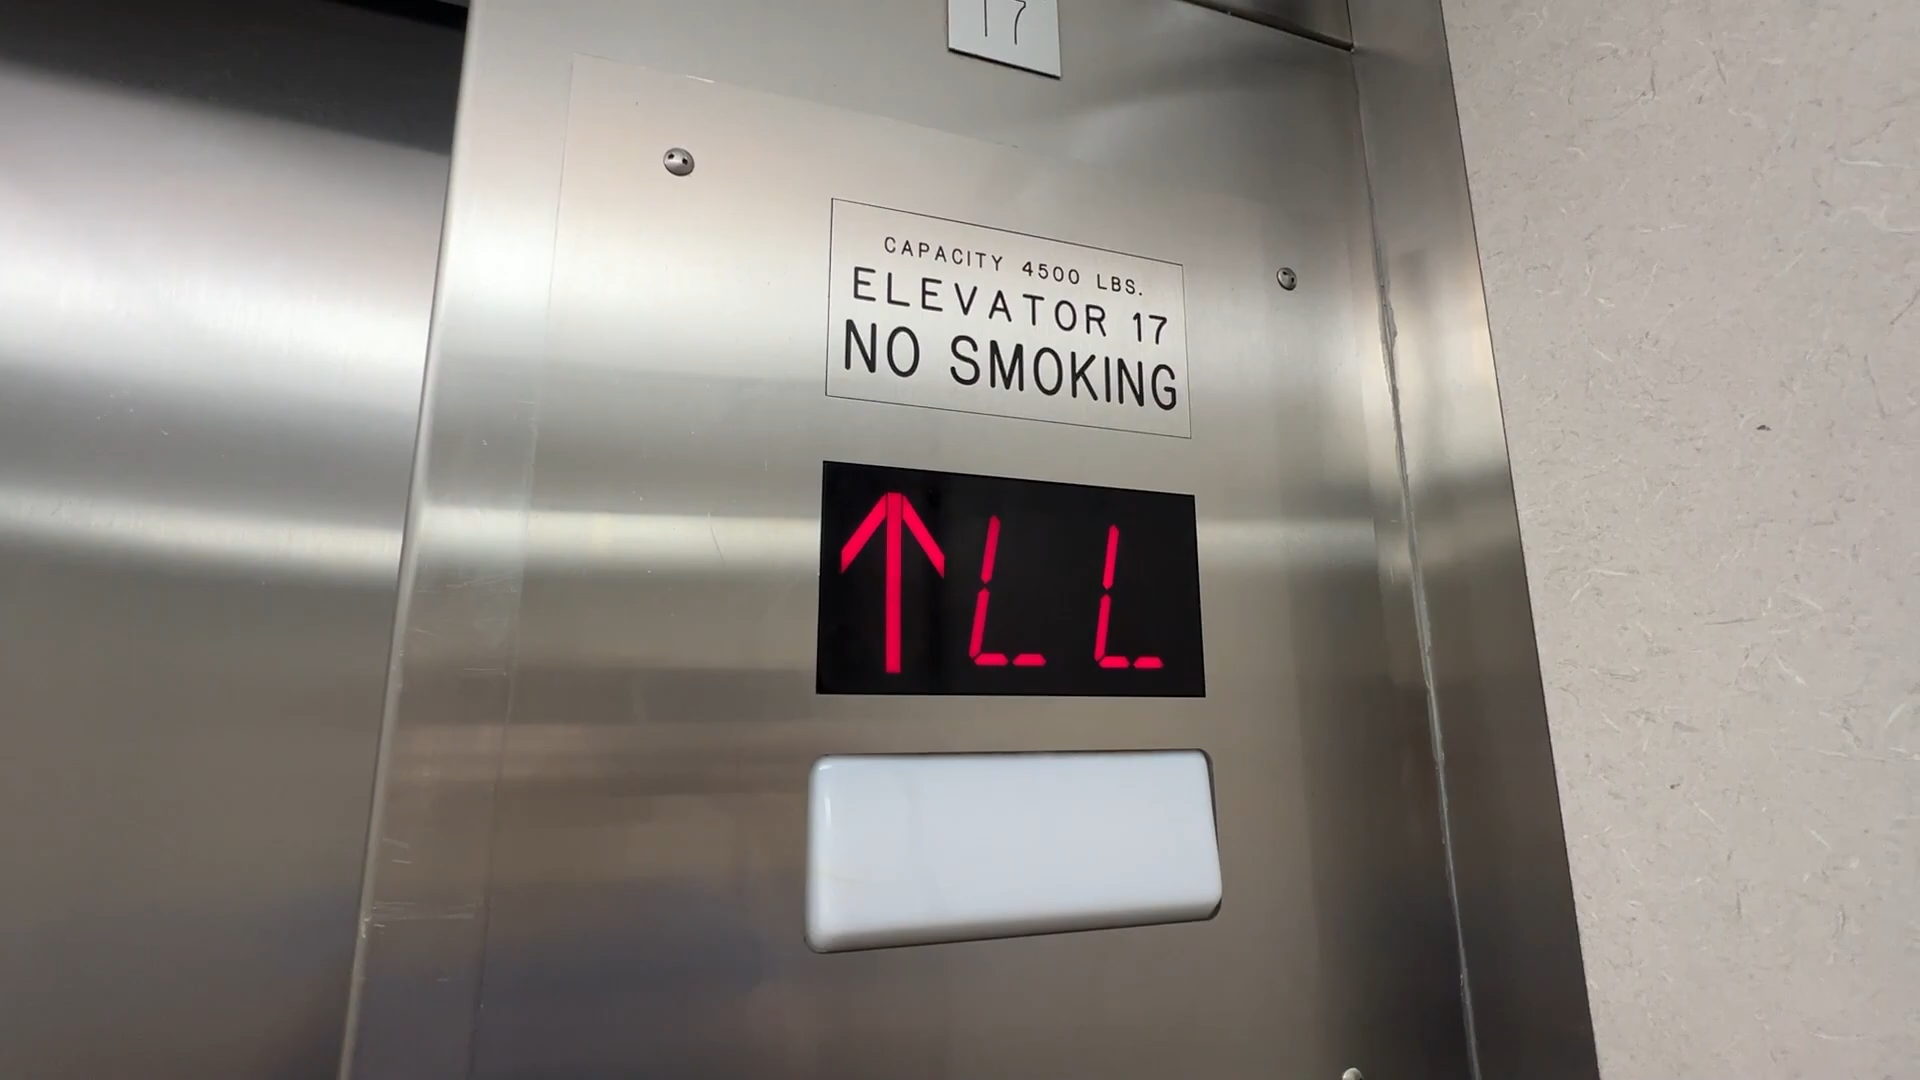 17
CAPACITY 4500 LBS.
ELEVATOR 17
NO SMOKING
↑LL